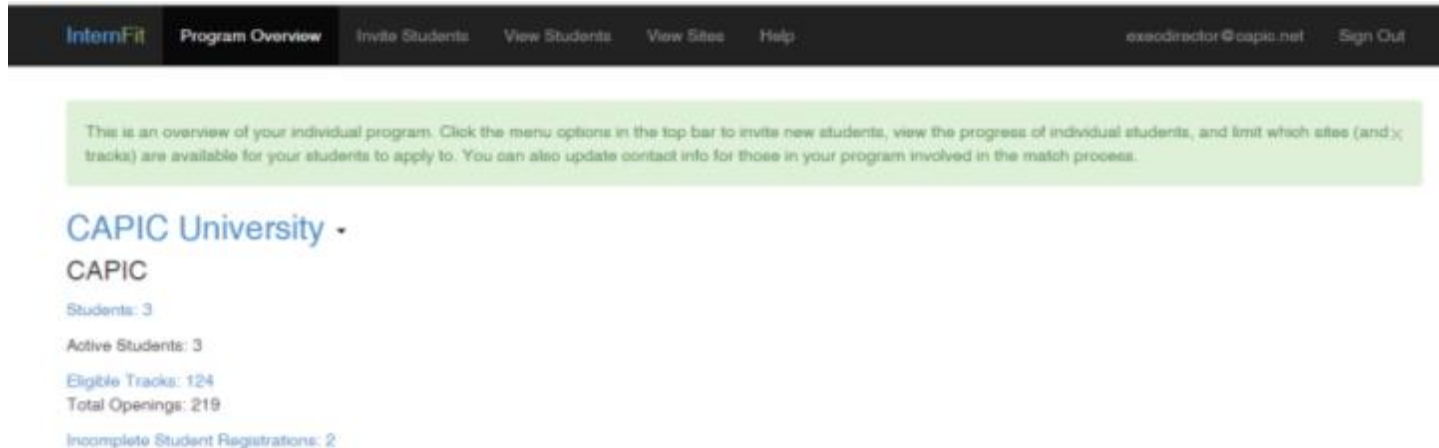 InternFit Program Overview Invite Students View Students View Sites Help execdirector@capic.net Sign Out
This is an overview of your individual program. Click the menu options in the top bar to invite new students, view the progress of individual students, and limit which sites (and ×
tracks) are available for your students to apply to. You can also update contact info for those in your program involved in the match process.
CAPIC University
CAPIC
Students: 3
Active Students: 3
Eligible Tracks: 124
Total Openings: 219
Incomplete Student Registrations: 2